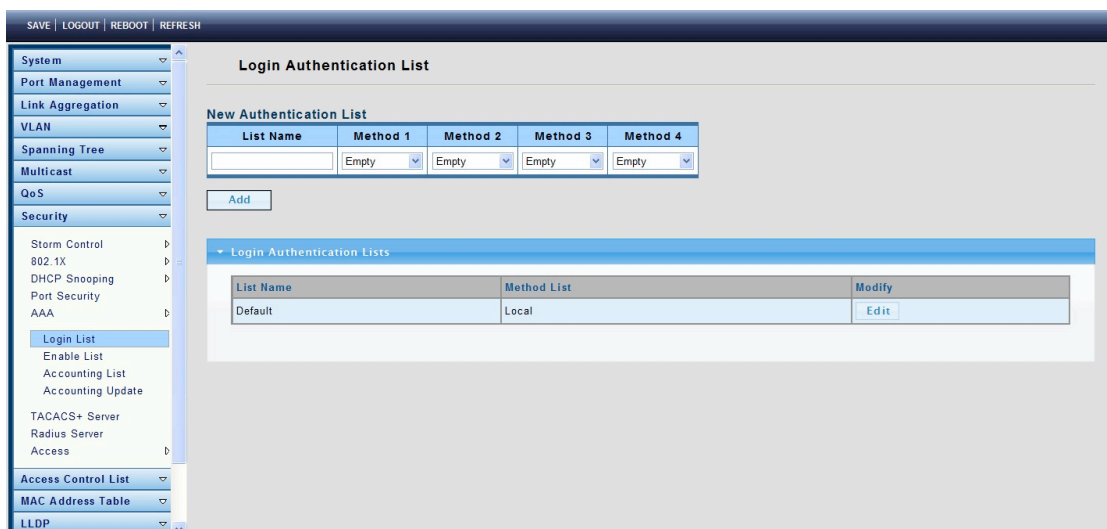 SAVE | LOGOUT | REBOOT | REFRESH
System
Port Management
Link Aggregation
VLAN
Spanning Tree
Multicast
QoS
Security
Storm Control
802.1X
DHCP Snooping
Port Security
AAA
Login List
Enable List
Accounting List
Accounting Update
TACACS+ Server
Radius Server
Access
Access Control List
MAC Address Table
LLDP
Login Authentication List
New Authentication List
List Name Method 1 Method 2 Method 3 Method 4
Empty Empty Empty Empty
Add
Login Authentication Lists
List Name Method List Modify
Default Local Edit